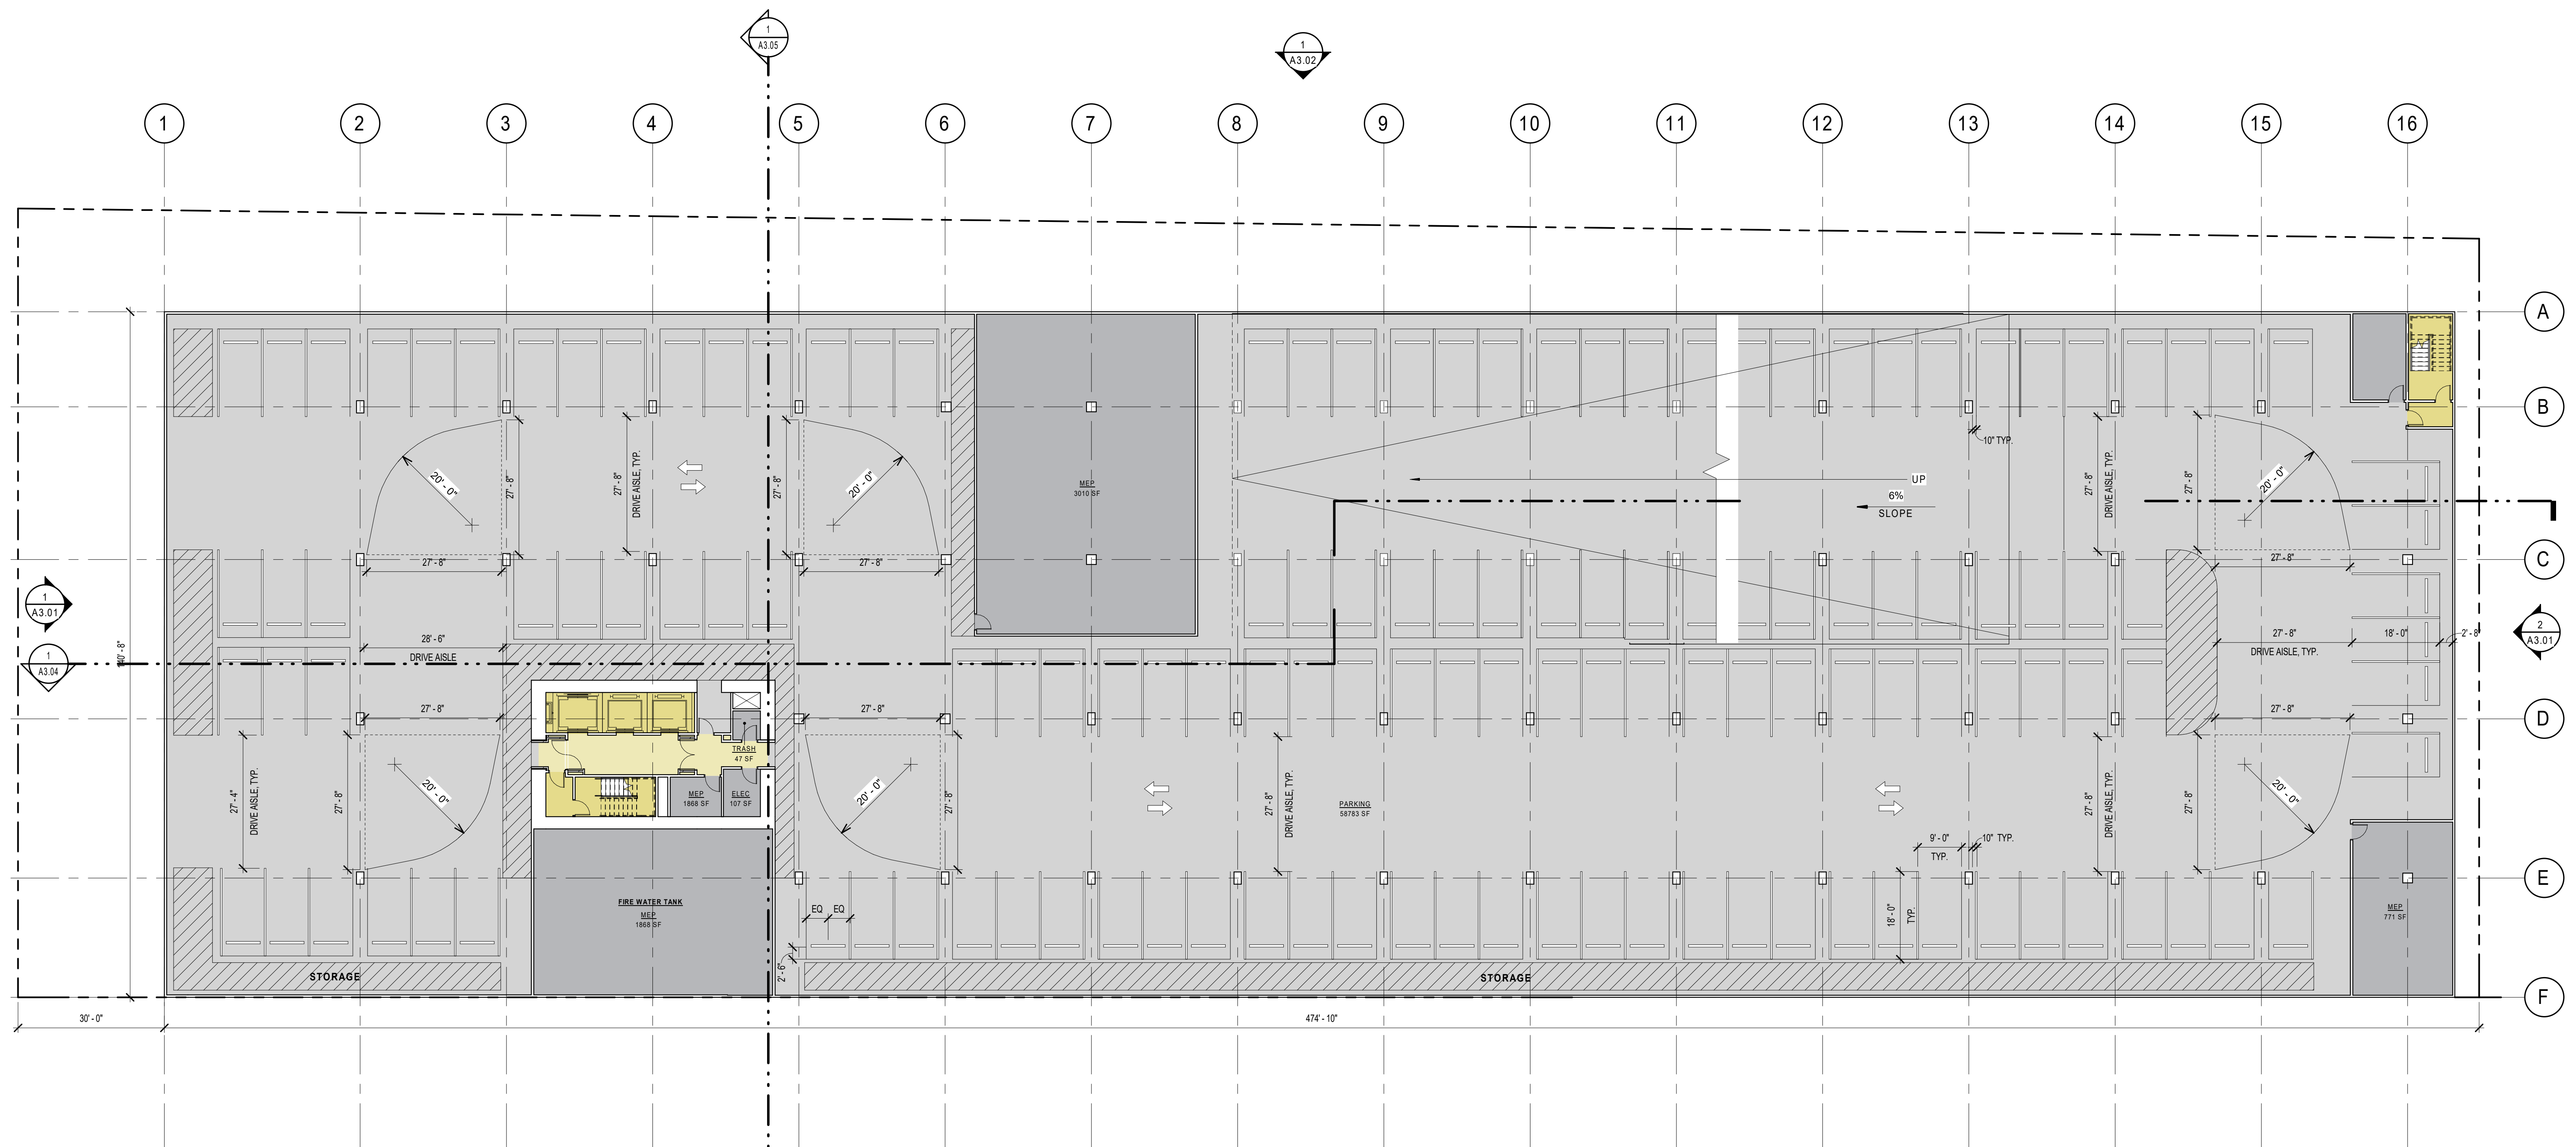 1
A3.05
1
A3.02
1
2
3
4
5
6
7
8
9
10
11
12
13
14
15
16
A
B
C
D
E
F
1
A3.01
1
A3.04
2
A3.01
20' - 0"
27' - 8"
27' - 8"
27' - 8"
DRIVE AISLE, TYP.
27' - 8"
20' - 0"
27' - 8"
MEP
3010 SF
UP
6%
SLOPE
10" TYP.
27' - 8"
DRIVE AISLE, TYP.
27' - 8"
20' - 0"
27' - 8"
28' - 6"
DRIVE AISLE
27' - 8"
18' - 0"
2' - 8"
DRIVE AISLE, TYP.
27' - 8"
27' - 8"
27' - 8"
TRASH
47 SF
MEP
1868 SF
ELEC
107 SF
27' - 4"
DRIVE AISLE, TYP.
27' - 8"
20' - 0"
20' - 0"
27' - 8"
27' - 8"
DRIVE AISLE, TYP.
PARKING
58783 SF
9' - 0"
TYP.
10" TYP.
27' - 8"
DRIVE AISLE, TYP.
27' - 8"
20' - 0"
FIRE WATER TANK
MEP
1868 SF
EQ
EQ
2' - 6"
18' - 0"
TYP.
MEP
771 SF
STORAGE
STORAGE
30' - 0"
474' - 10"